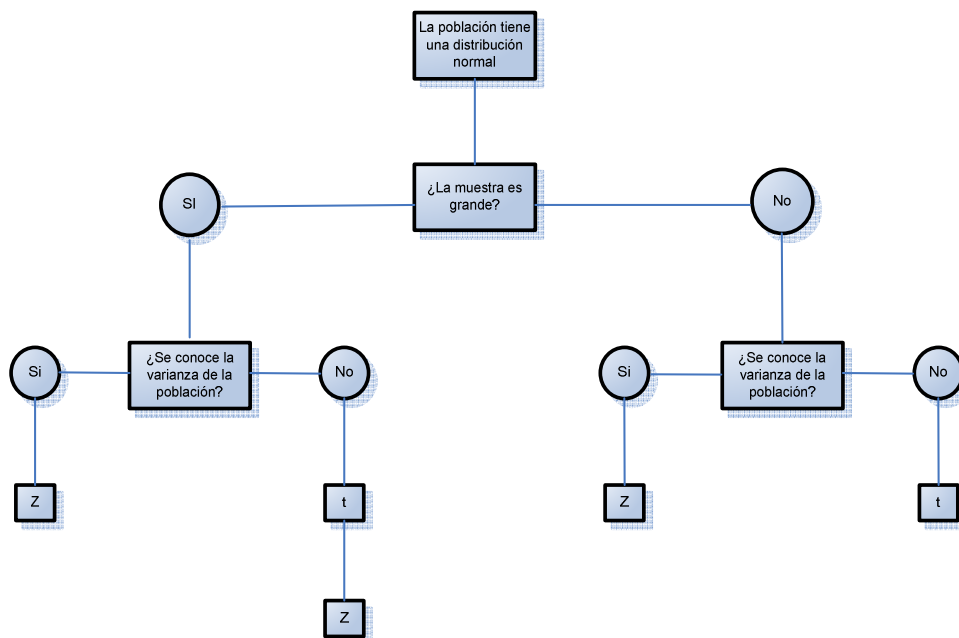 La población tiene
una distribución
normal
¿La muestra es
grande?
SI
No
¿Se conoce la
varianza de la
población?
Si
No
¿Se conoce la
varianza de la
población?
Si
No
Z
t
Z
t
Z